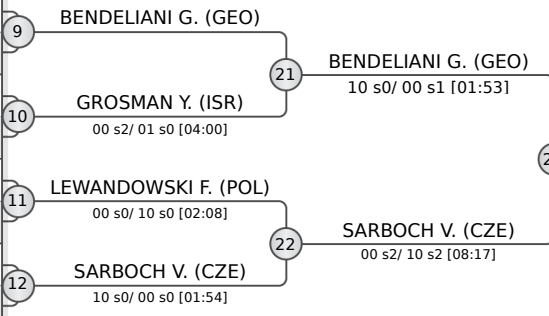 BENDELIANI G. (GEO)
9
21
BENDELIANI G. (GEO)
10 s0/ 00 s1 [01:53]
GROSMAN Y. (ISR)
10
00 s2/ 01 s0 [04:00]
LEWANDOWSKI F. (POL)
11
00 s0/ 10 s0 [02:08]
22
SARBOCH V. (CZE)
00 s2/ 10 s2 [08:17]
SARBOCH V. (CZE)
12
10 s0/ 00 s0 [01:54]